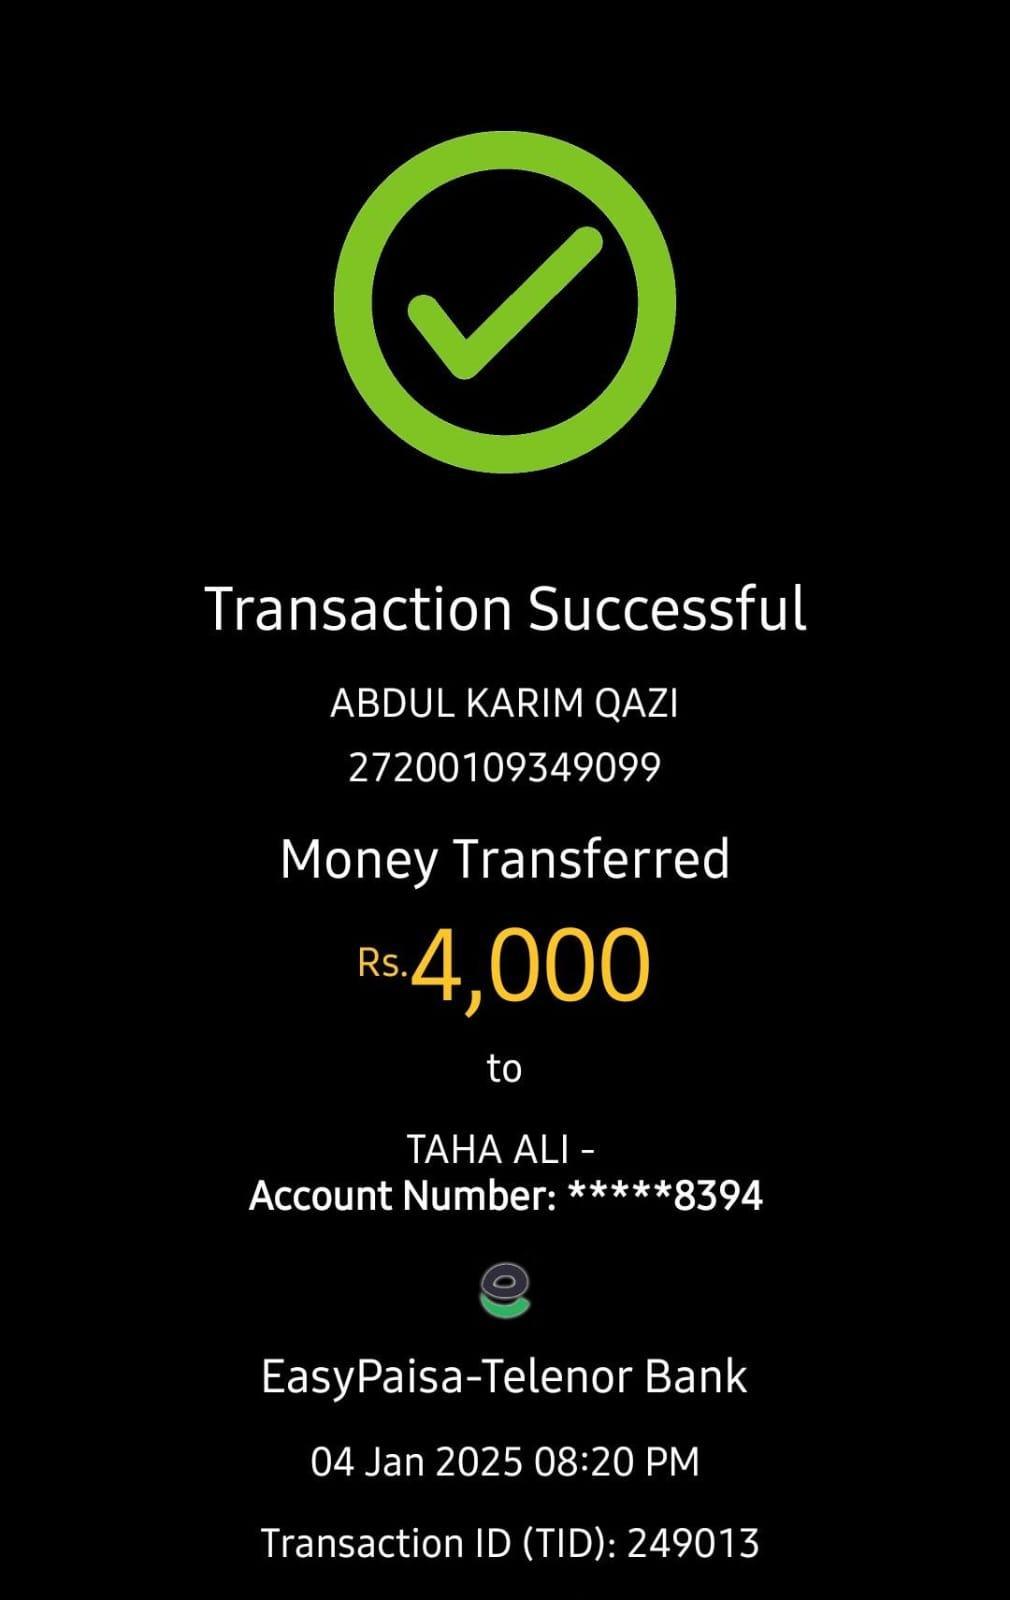 Transaction Successful
ABDUL KARIM QAZI
27200109349099
Money Transferred
Rs.4,000
to
TAHA ALI -
Account Number: *****8394
EasyPaisa-Telenor Bank
04 Jan 2025 08:20 PM
Transaction ID (TID): 249013